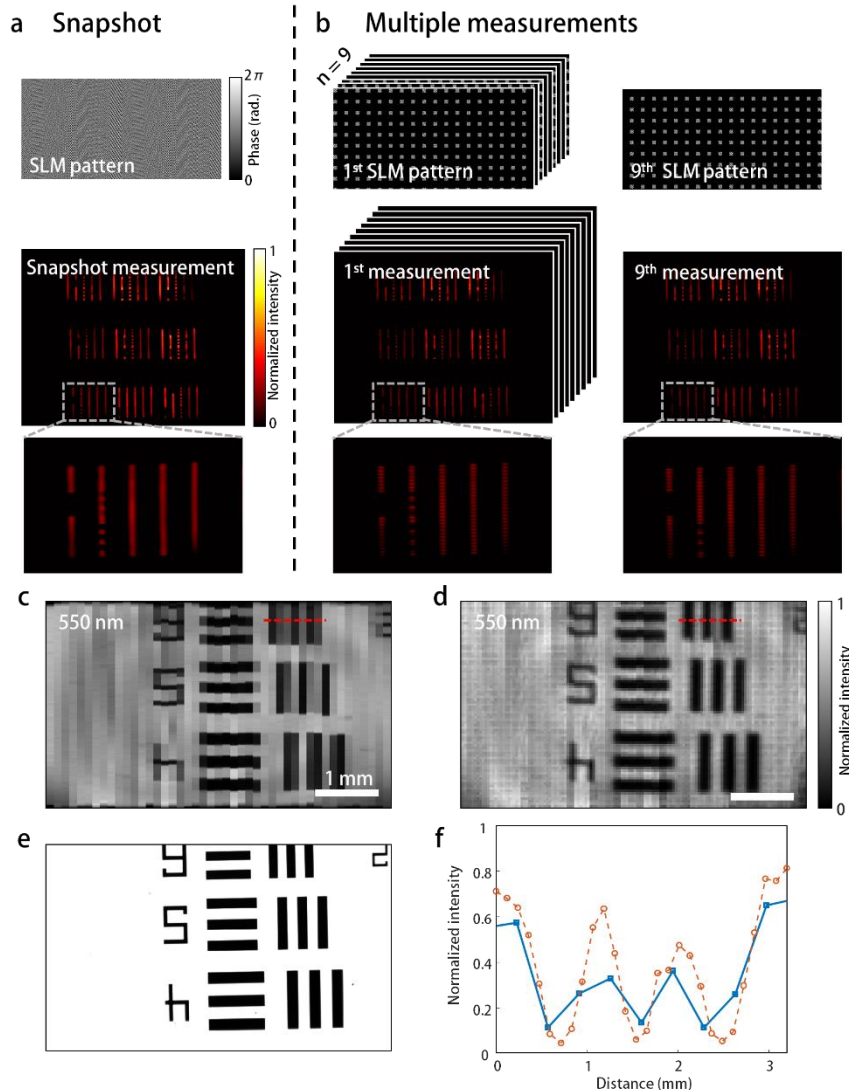 a Snapshot
b Multiple measurements
2π
Phase (rad.)
0
SLM pattern
n = 9
1st SLM pattern
9th SLM pattern
Snapshot measurement
1
Normalized intensity
0
1st measurement
9th measurement
c
550 nm
1 mm
d
550 nm
1
Normalized intensity
0
e
f
1
0.8
0.6
0.4
0.2
0
Normalized intensity
0 1 2 3
Distance (mm)